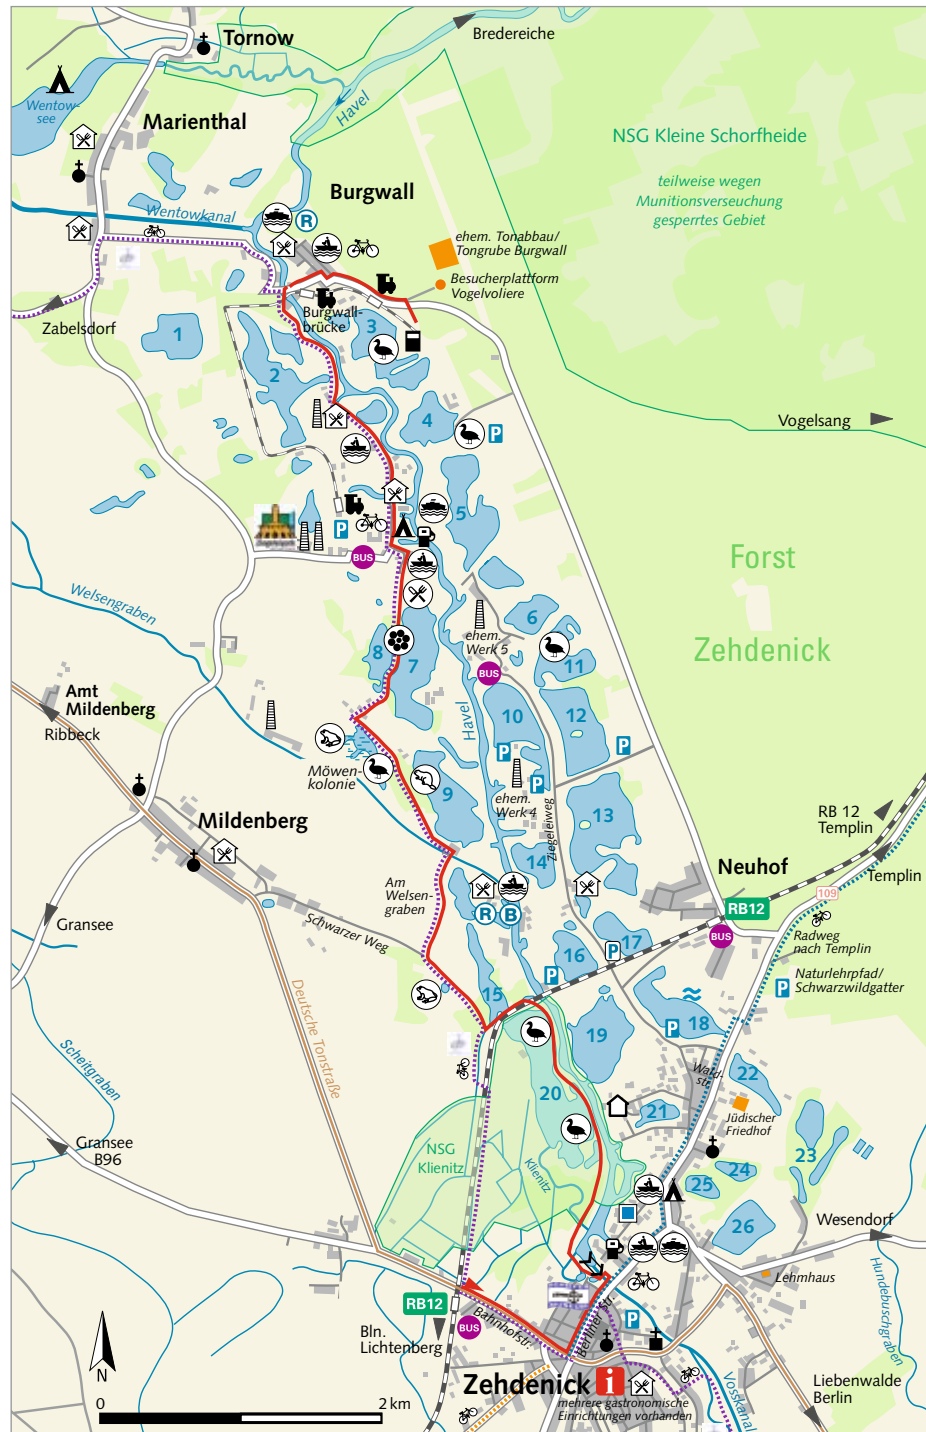 Tornow
Bredereiche
Wentow-
see
Marienthal
Havel
NSG Kleine Schorfheide
teilweise wegen
Munitionsverseuchung
gesperrtes Gebiet
Burgwall
Wentowkanal
R
ehem. Tonabbau/
Tongrube Burgwall
Besucherplattform
Vogelvoliere
Zabelsdorf
Burgwall-
brücke
1
2
3
4
P
Vogelsang
5
P
BUS
Forst
Zehdenick
Welsengraben
6
ehem.
Werk 5
8
7
11
BUS
Amt
Mildenberg
Ribbeck
Havel
10
12
P
P
P
Möwen-
kolonie
9
ehem.
Werk 4
13
Ziegeleiweg
RB 12
Templin
Mildenberg
14
Neuhof
Templin
Am
Welsen-
graben
109
RB12
Gransee
Schwarzer Weg
R
B
BUS
Radweg
nach Templin
16
P
17
P
Naturlehrpfad/
Schwarzwildgatter
P
15
Deutsche Tonstraße
18
P
19
Scheitgraben
Wald-
str.
22
20
21
Jüdischer
Friedhof
23
Gransee
B96
NSG
Klienitz
Klienitz
24
25
26
Wesendorf
Lehmhaus
Hundebuschgraben
RB12
BUS
Bln.
Lichtenberg
Bahnhofstr.
Berliner Str.
P
N
Vosskanal
Liebenwalde
Berlin
Zehdenick
i
mehrere gastronomische
Einrichtungen vorhanden
0
2 km